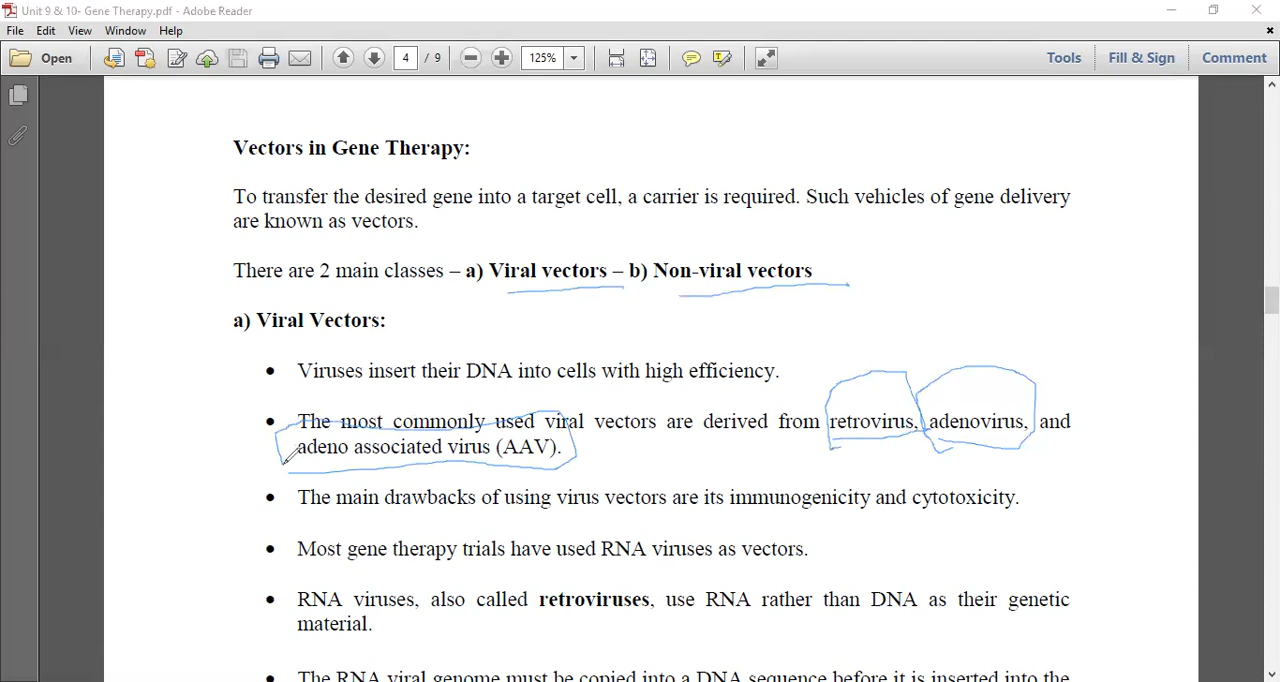 Unit 9 & 10- Gene Therapy.pdf - Adobe Reader
File Edit View Window Help
Open 4 / 9 125% Tools Fill & Sign Comment
Vectors in Gene Therapy:
To transfer the desired gene into a target cell, a carrier is required. Such vehicles of gene delivery
are known as vectors.
There are 2 main classes – a) Viral vectors – b) Non-viral vectors
a) Viral Vectors:
• Viruses insert their DNA into cells with high efficiency.
• The most commonly used viral vectors are derived from retrovirus, adenovirus, and
adeno associated virus (AAV).
• The main drawbacks of using virus vectors are its immunogenicity and cytotoxicity.
• Most gene therapy trials have used RNA viruses as vectors.
• RNA viruses, also called retroviruses, use RNA rather than DNA as their genetic
material.
• The RNA viral genome must be copied into a DNA sequence before it is inserted into the